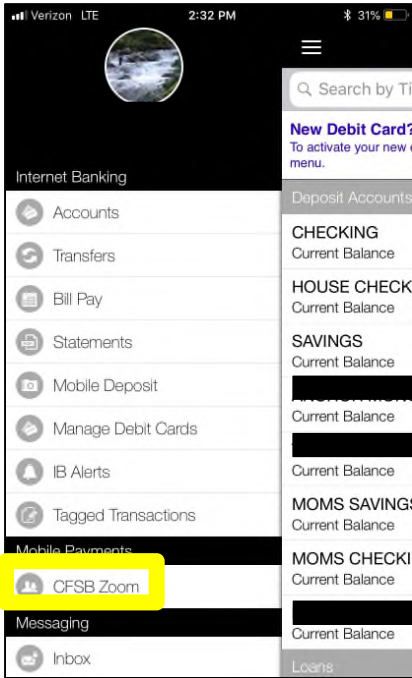 Verizon LTE 2:32 PM 31%
Internet Banking
Accounts
Transfers
Bill Pay
Statements
Mobile Deposit
Manage Debit Cards
IB Alerts
Tagged Transactions
Mobile Payments
CFSB Zoom
Messaging
Inbox
Search by Ti
New Debit Card?
To activate your new
menu.
Deposit Accounts
CHECKING
Current Balance
HOUSE CHECK
Current Balance
SAVINGS
Current Balance
Current Balance
Current Balance
MOMS SAVINGS
Current Balance
MOMS CHECKI
Current Balance
Current Balance
Loans